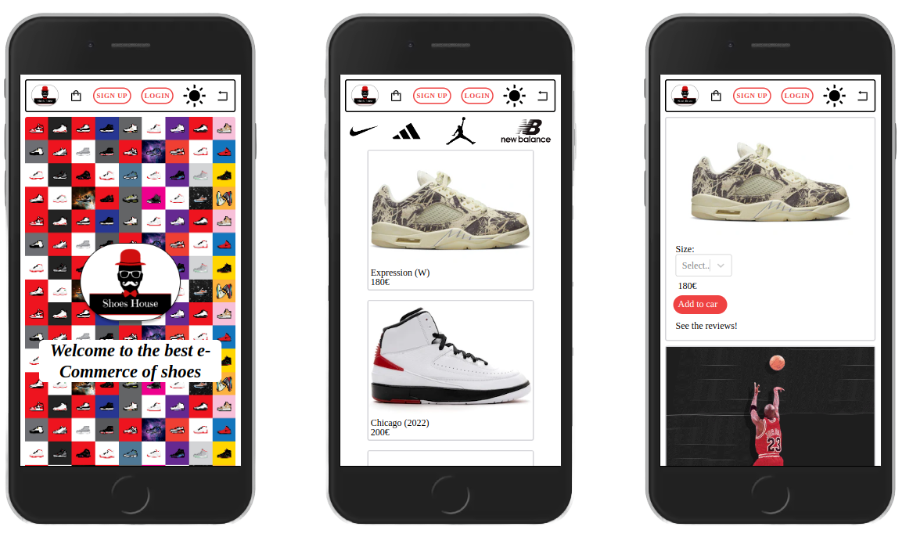 SIGN UP
LOGIN
Shoes House
Welcome to the best e-
Commerce of shoes
SIGN UP
LOGIN
new balance
Expression (W)
180€
Chicago (2022)
200€
SIGN UP
LOGIN
Size:
Select...
180€
Add to car
See the reviews!
JORDAN
23